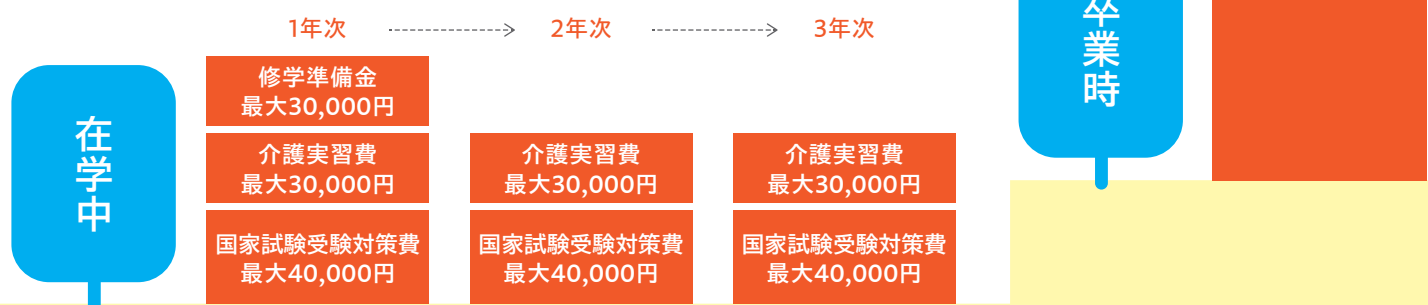 1年次 2年次 3年次
在学中
修学準備金
最大30,000円
介護実習費
最大30,000円
国家試験受験対策費
最大40,000円
介護実習費
最大30,000円
国家試験受験対策費
最大40,000円
介護実習費
最大30,000円
国家試験受験対策費
最大40,000円
卒業時